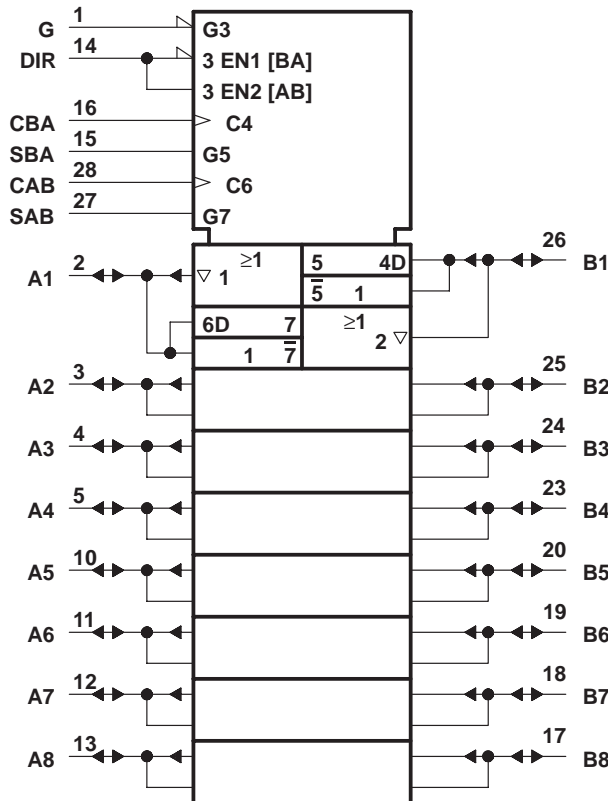 G 1 G3
DIR 14 3 EN1 [BA]
3 EN2 [AB]
CBA 16 C4
SBA 15 G5
CAB 28 C6
SAB 27 G7
A1 2 ≥1 1 5 4D 26 B1
5̅ 1
6D 7 ≥1
1 7̅ 2
A2 3 25 B2
A3 4 24 B3
A4 5 23 B4
A5 10 20 B5
A6 11 19 B6
A7 12 18 B7
A8 13 17 B8